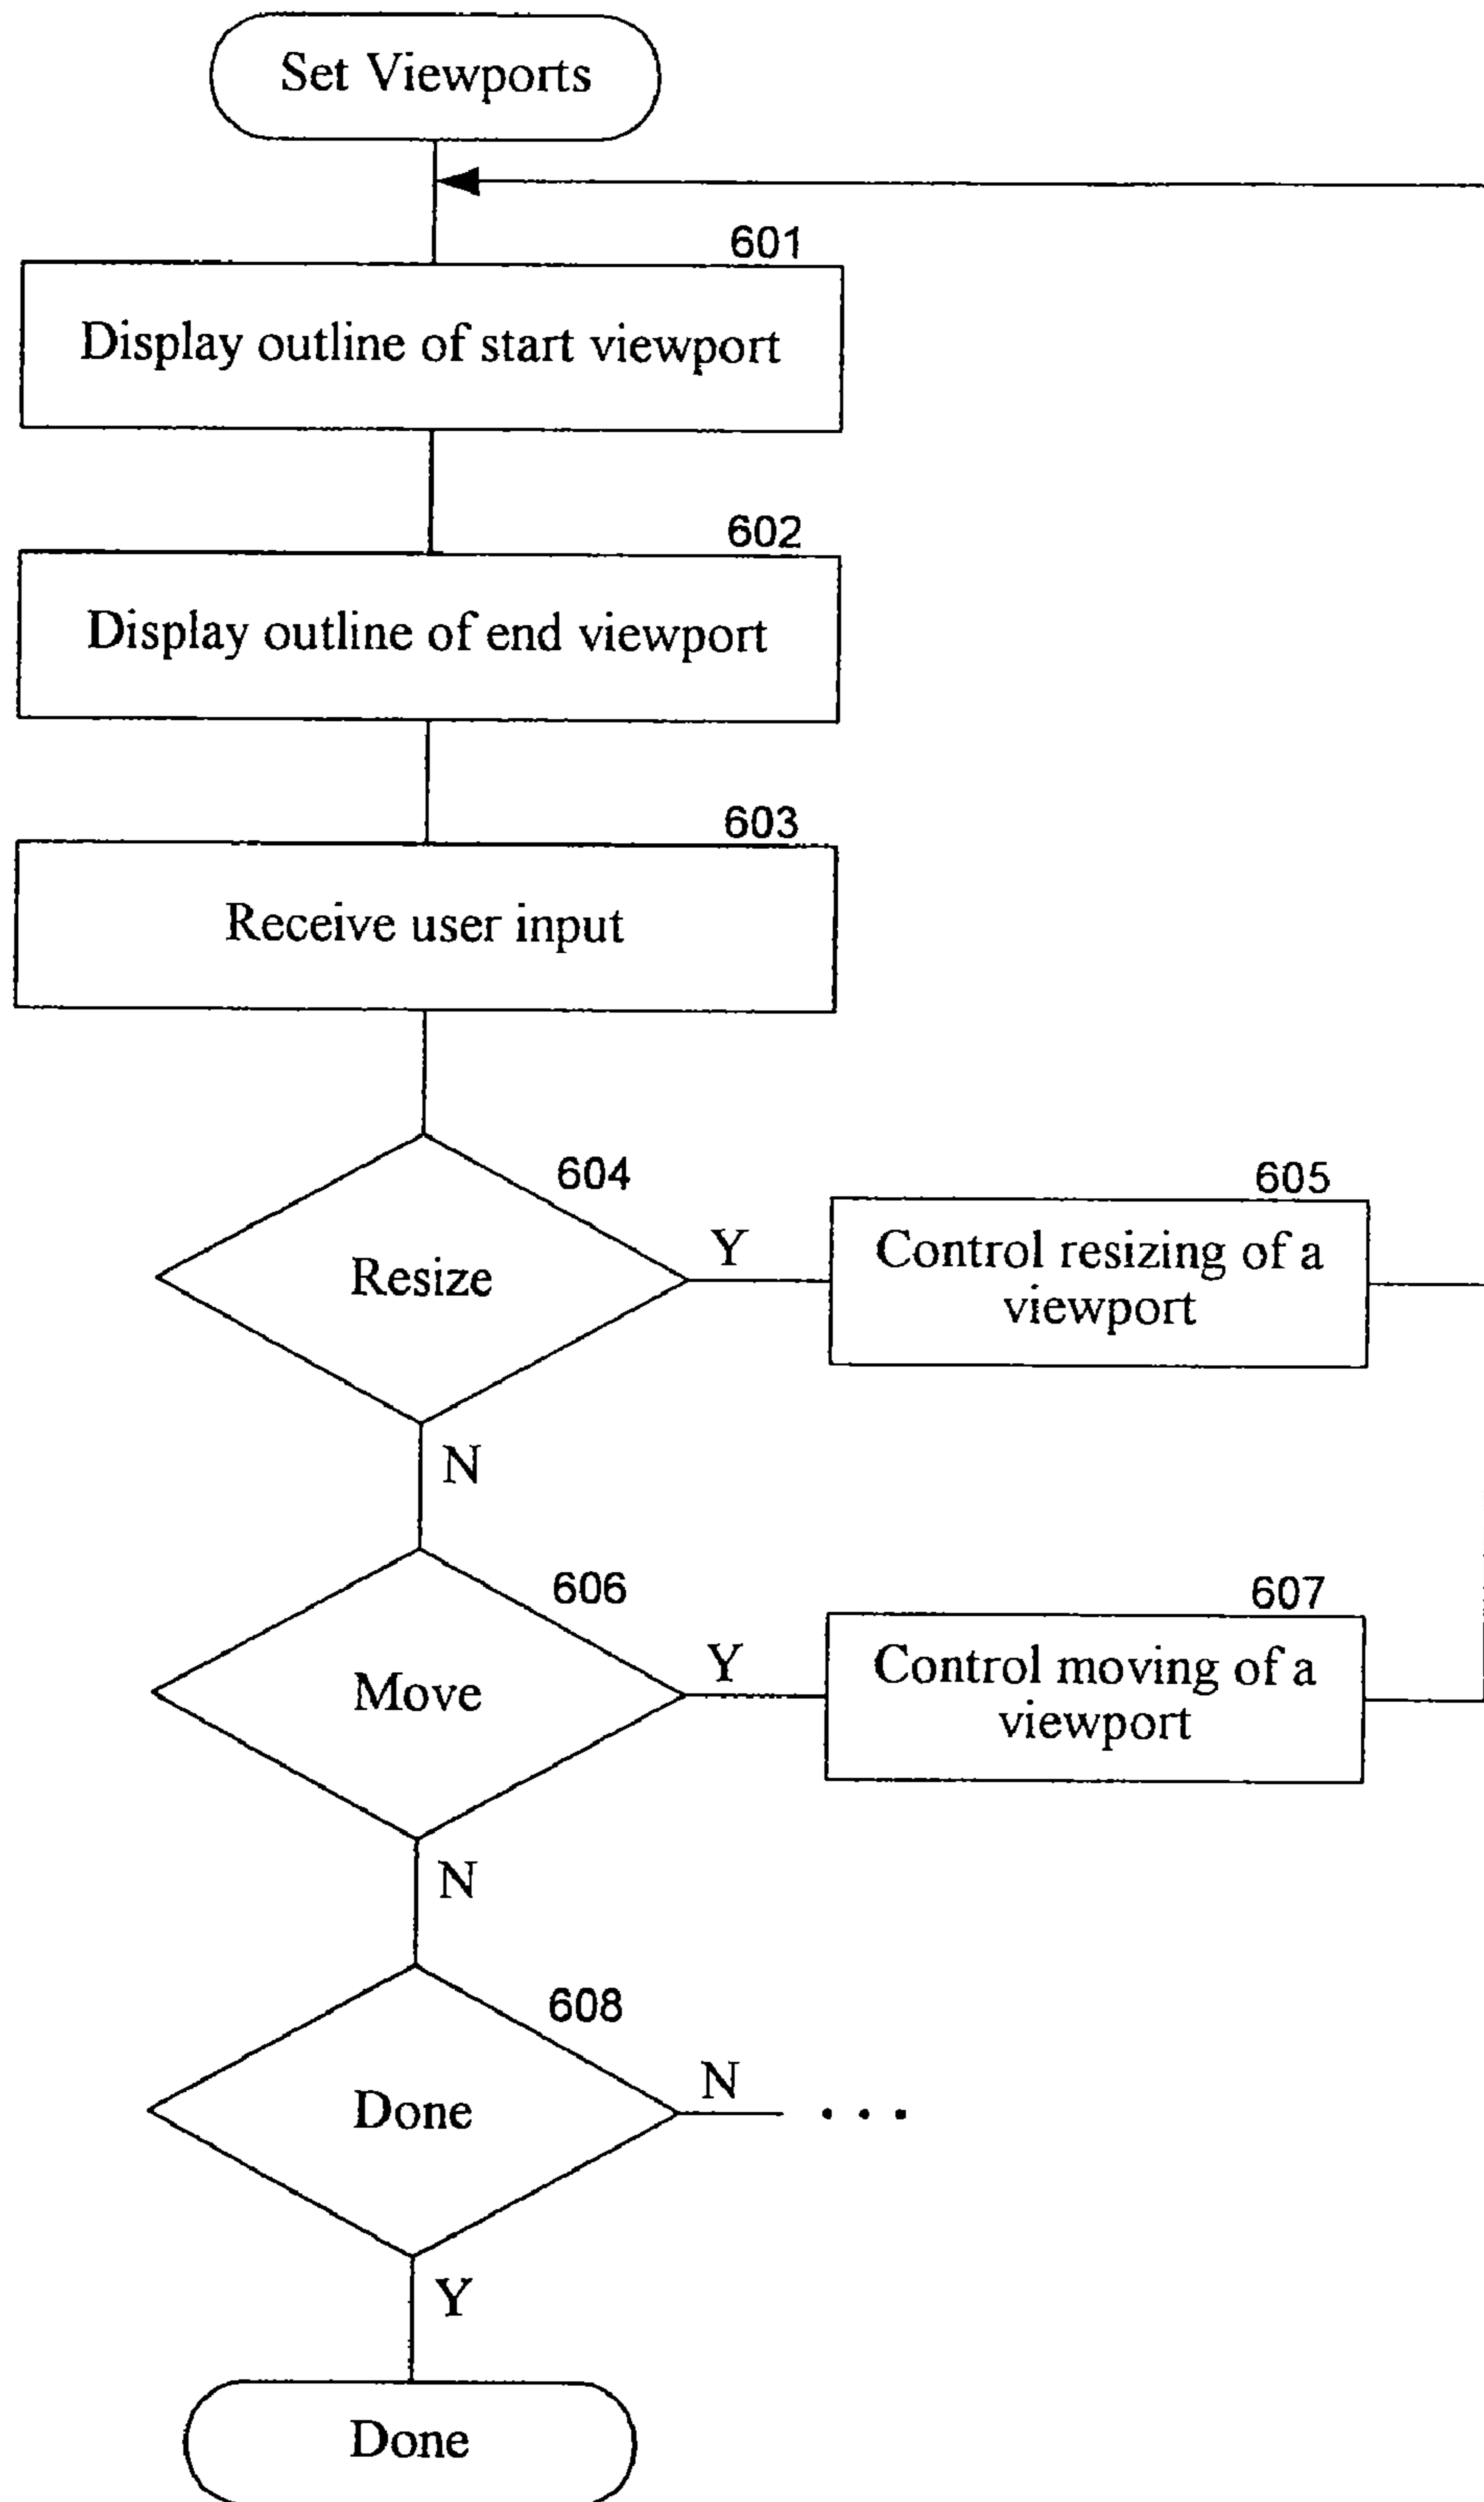 Set Viewports
601
Display outline of start viewport
602
Display outline of end viewport
603
Receive user input
604
Resize
Y
605
Control resizing of a
viewport
N
606
Move
Y
607
Control moving of a
viewport
N
608
Done
N
...
Y
Done